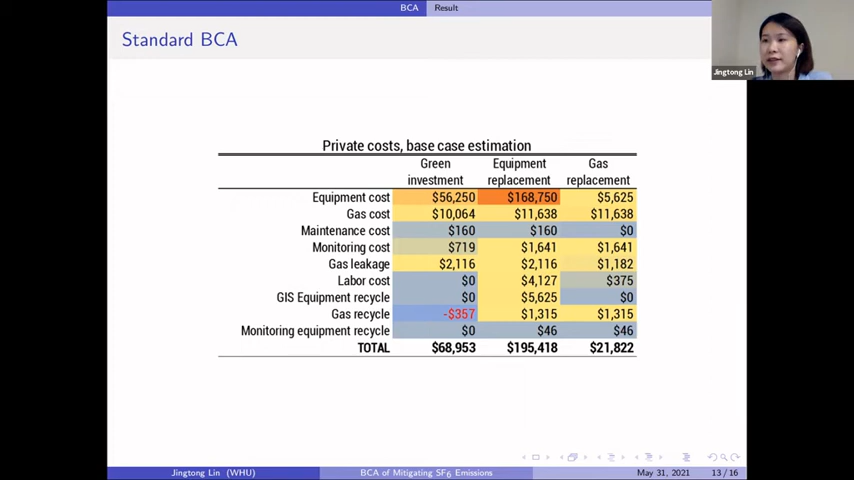 BCA Result
Standard BCA
Jingtong Lin
Private costs, base case estimation
Green investment Equipment replacement Gas replacement
Equipment cost $56,250 $168,750 $5,625
Gas cost $10,064 $11,638 $11,638
Maintenance cost $160 $160 $0
Monitoring cost $719 $1,641 $1,641
Gas leakage $2,116 $2,116 $1,182
Labor cost $0 $4,127 $375
GIS Equipment recycle $0 $5,625 $0
Gas recycle -$357 $1,315 $1,315
Monitoring equipment recycle $0 $46 $46
TOTAL $68,953 $195,418 $21,822
Jingtong Lin (WHU) BCA of Mitigating SF6 Emissions May 31, 2021 13 / 16